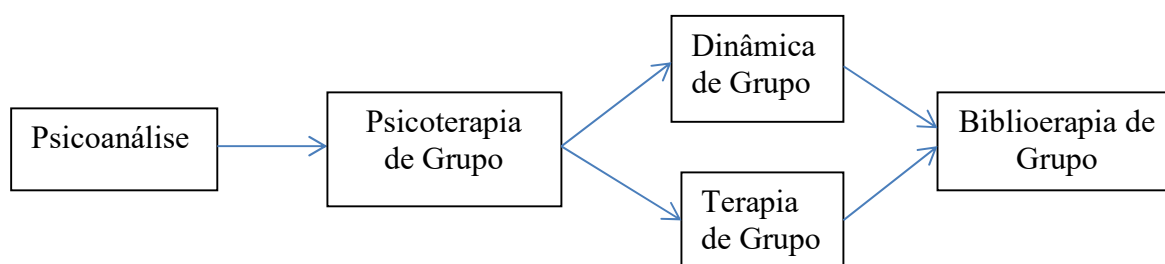 Psicoanálise
Psicoterapia
de Grupo
Dinâmica
de Grupo
Terapia
de Grupo
Biblioerapia de
Grupo